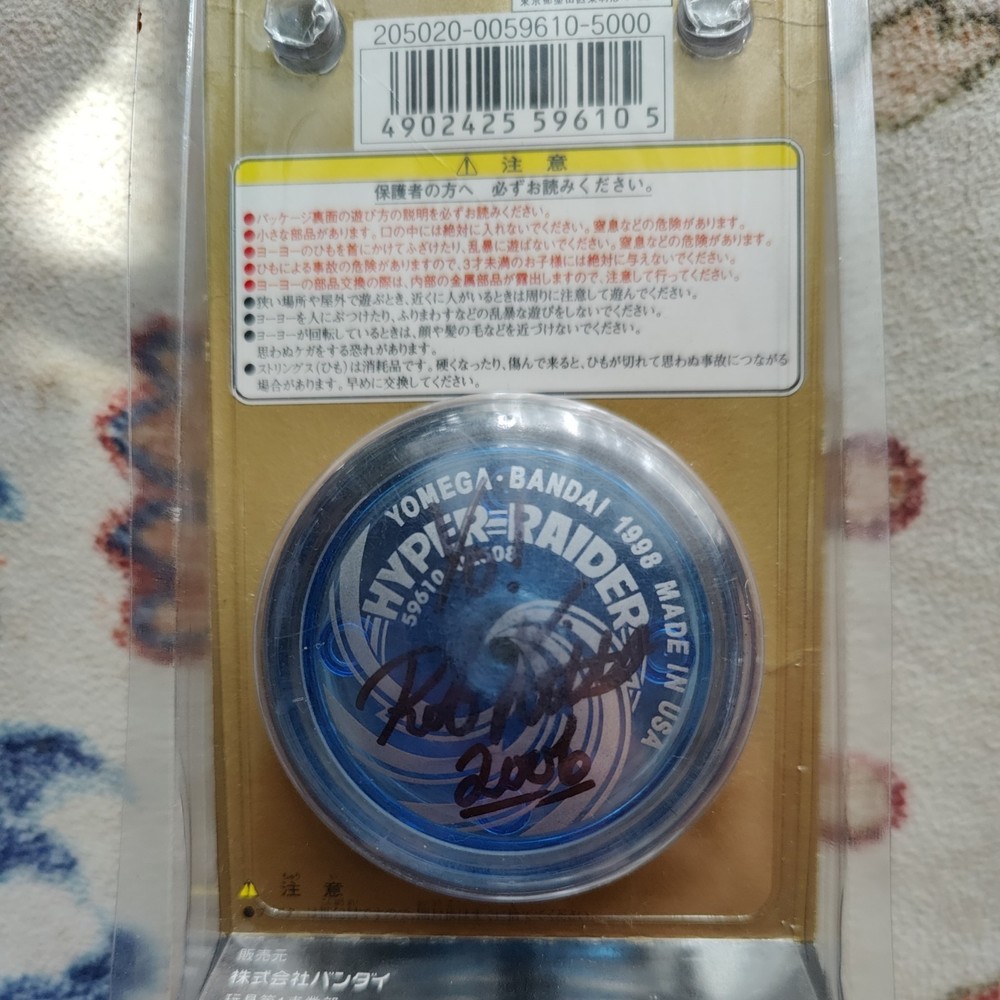 205020-0059610-5000
4902425 59610 5
⚠ 注 意
保護者の方へ 必ずお読みください。
●パッケージ裏面の遊び方の説明を必ずお読みください。
●小さな部品があります。口の中には絶対に入れないでください。窒息などの危険があります。
●ヨーヨーのひもを首にかけてふざけたり、乱暴に遊ばないでください。窒息などの危険があります。
●ひもによる事故の危険がありますので、3才未満のお子様には絶対に与えないでください。
●ヨーヨーの部品交換の際は、内部の金属部品が露出しますので、注意して行ってください。
●狭い場所や屋外で遊ぶとき、近くに人がいるときは周りに注意して遊んでください。
●ヨーヨーを人にぶつけたり、ふりまわすなどの乱暴な遊びをしないでください。
●ヨーヨーが回転しているときは、顔や髪の毛などを近づけないでください。
思わぬケガをする恐れがあります。
●ストリングス(ひも)は消耗品です。硬くなったり、傷んで来ると、ひもが切れて思わぬ事故につながる
場合があります。早めに交換してください。
YOMEGA・BANDAI 1998 MADE IN USA
HYPER RAIDER
59610
2006
⚠ 注 意
販売元
株式会社バンダイ